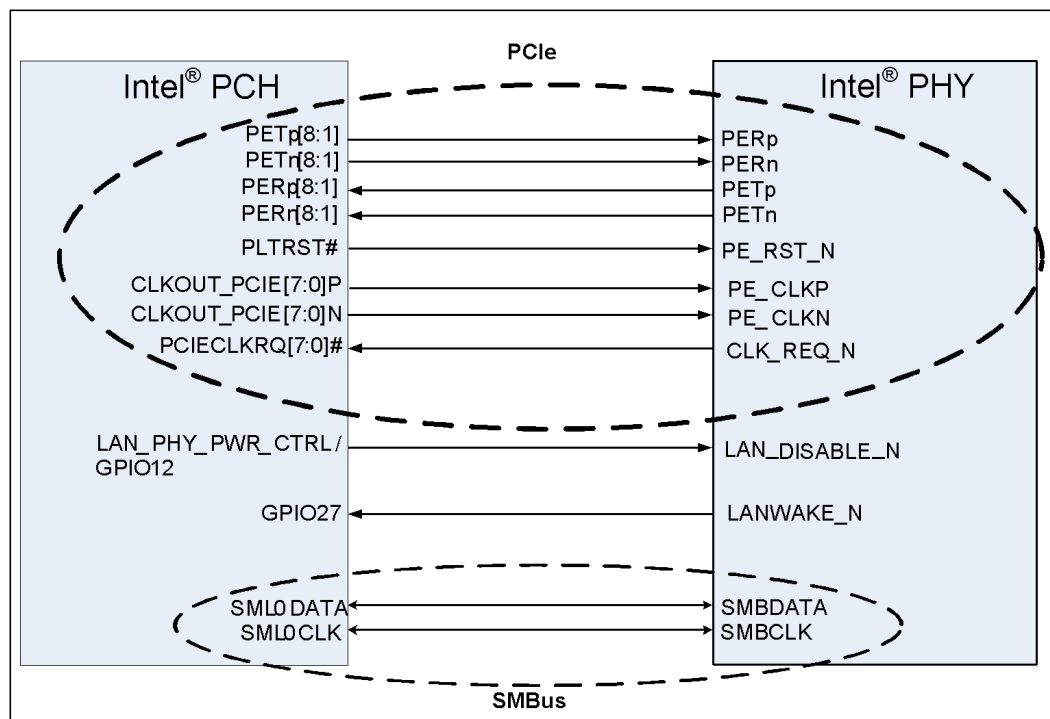 PCIe
Intel® PCH
Intel® PHY
PETp[8:1]
PERp
PETn[8:1]
PERn
PERp[8:1]
PETp
PERn[8:1]
PETn
PLTRST#
PE_RST_N
CLKOUT_PCIE[7:0]P
PE_CLKP
CLKOUT_PCIE[7:0]N
PE_CLKN
PCIECLKRQ[7:0]#
CLK_REQ_N
LAN_PHY_PWR_CTRL/
GPIO12
LAN_DISABLE_N
GPIO27
LANWAKE_N
SML0DATA
SMBDATA
SML0CLK
SMBCLK
SMBus